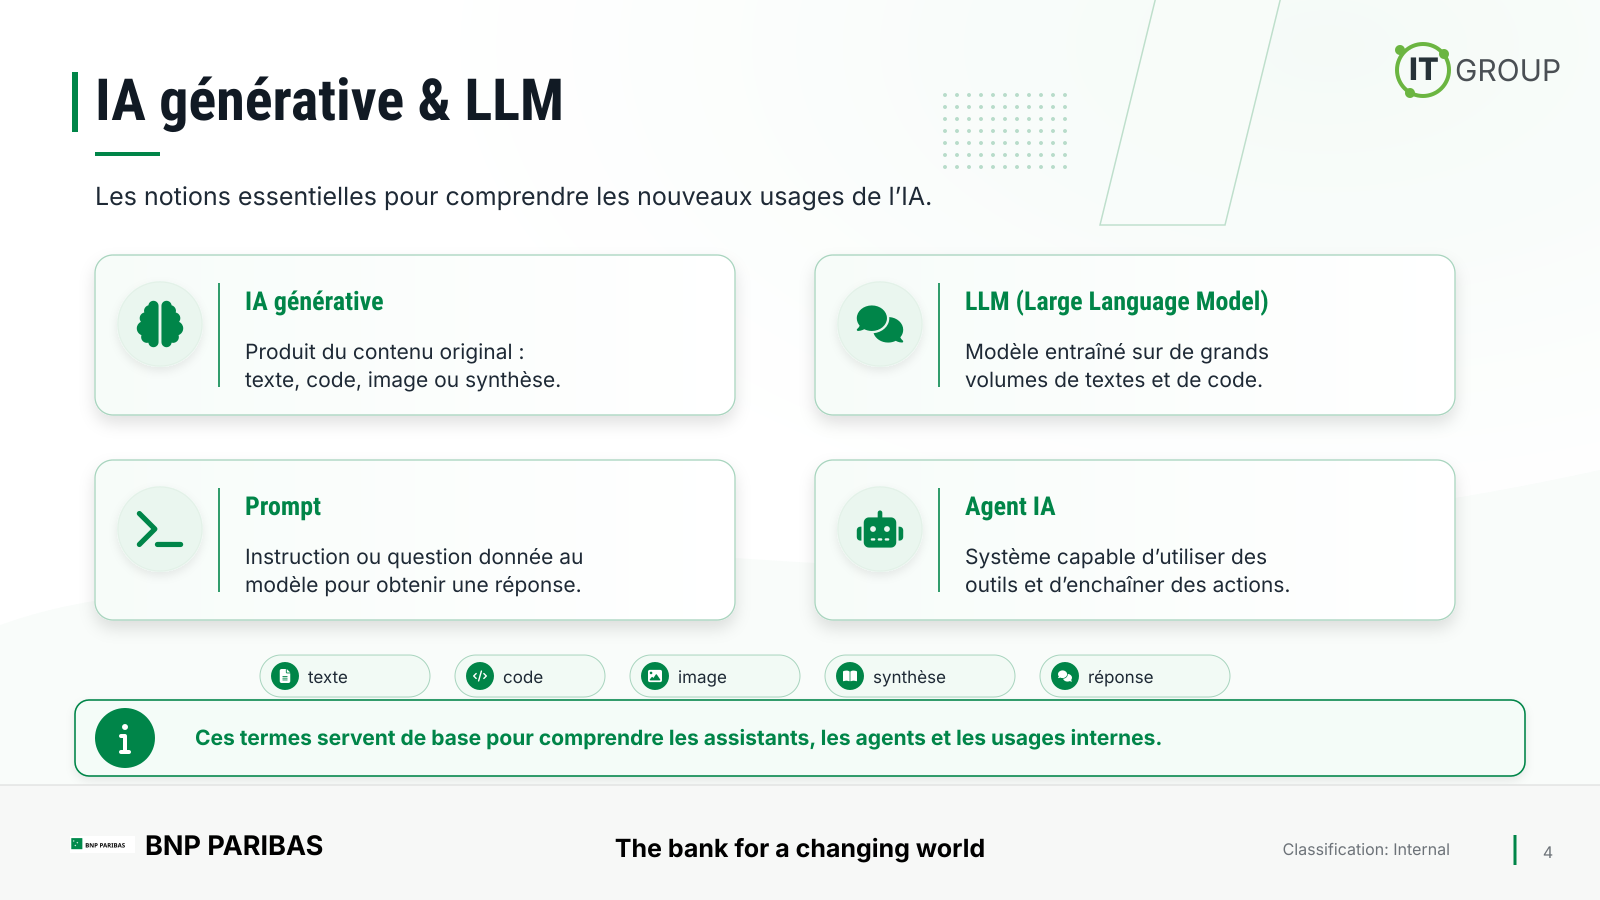 IT GROUP
IA générative & LLM
Les notions essentielles pour comprendre les nouveaux usages de l’IA.
IA générative
Produit du contenu original :
texte, code, image ou synthèse.
LLM (Large Language Model)
Modèle entraîné sur de grands
volumes de textes et de code.
Prompt
Instruction ou question donnée au
modèle pour obtenir une réponse.
Agent IA
Système capable d’utiliser des
outils et d’enchaîner des actions.
texte
code
image
synthèse
réponse
Ces termes servent de base pour comprendre les assistants, les agents et les usages internes.
BNP PARIBAS
BNP PARIBAS
The bank for a changing world
Classification: Internal
4